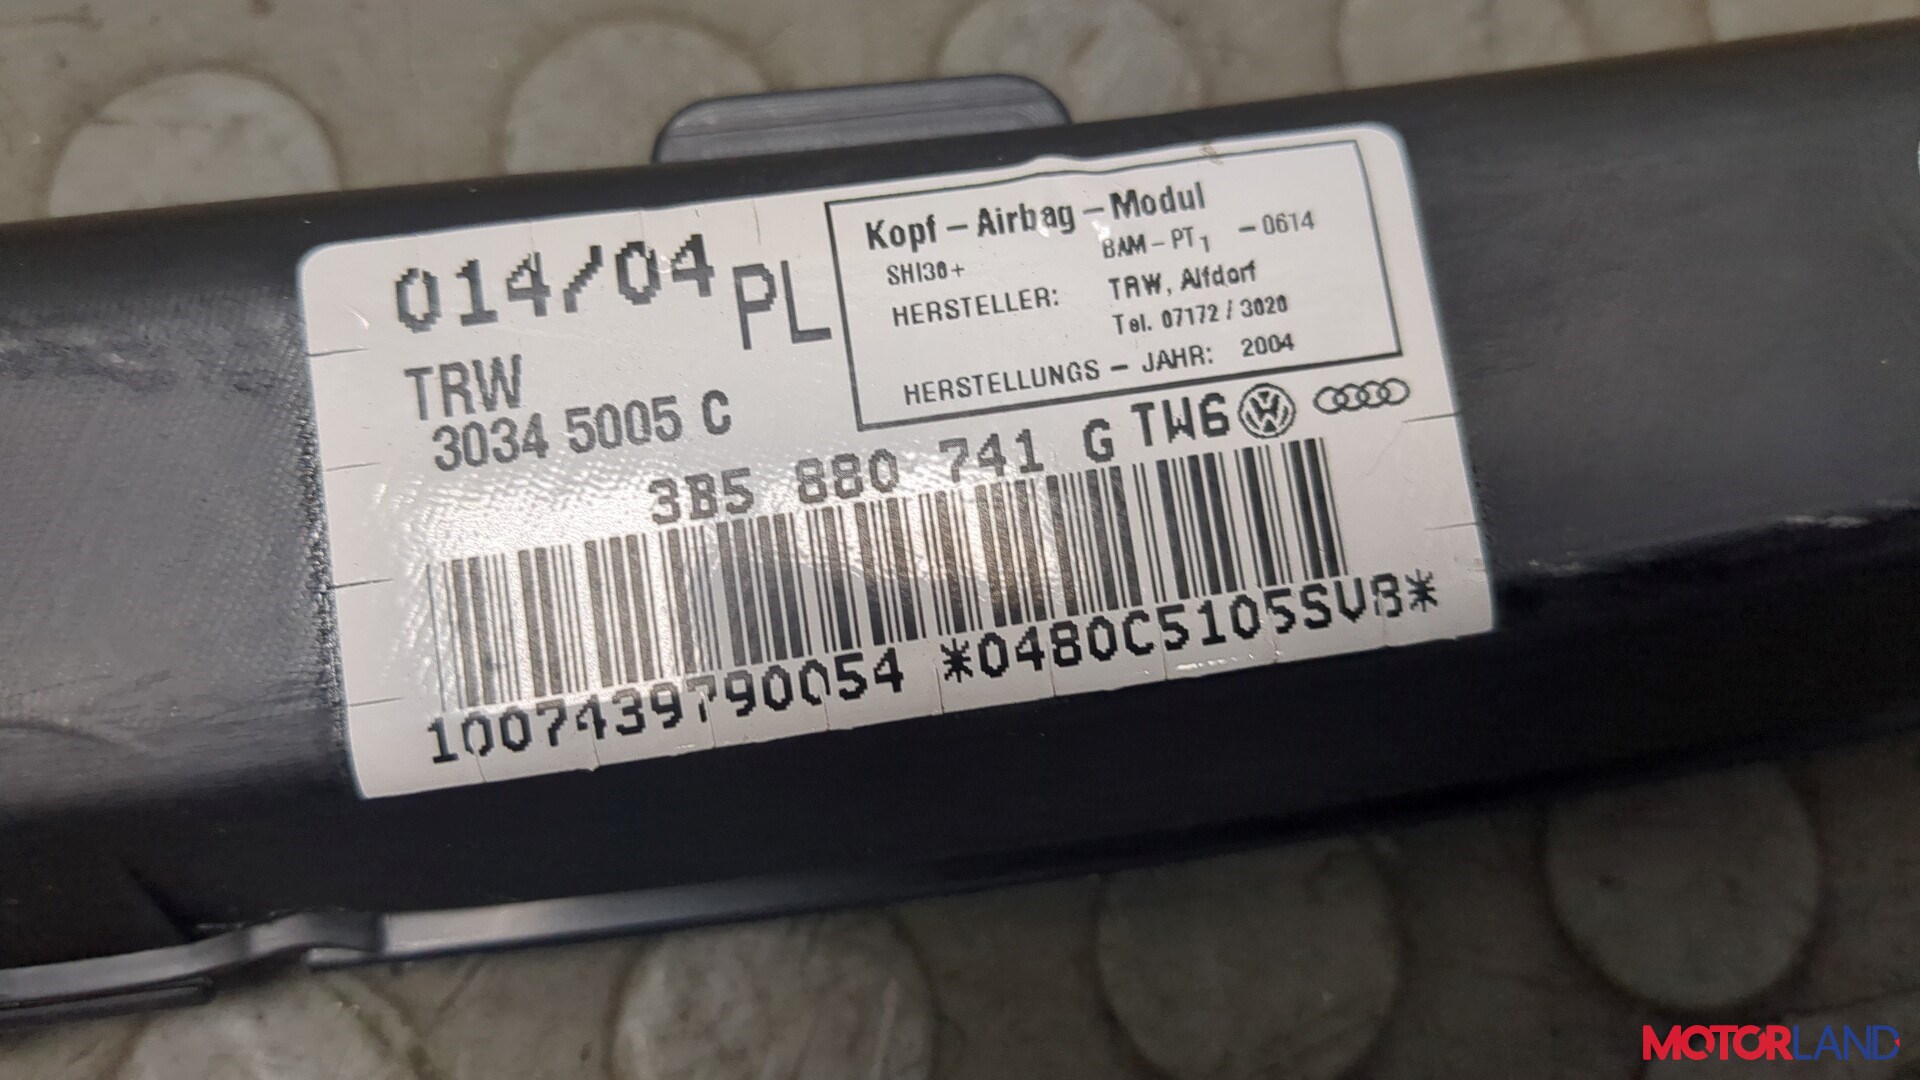 014/04 PL
TRW
3034 5005 C
Kopf – Airbag – Modul
SHI30+ BAM – PT1 – 0614
HERSTELLER: TRW, Alfdorf
Tel. 07172 / 3020
HERSTELLUNGS – JAHR: 2004
3B5 880 741 G TW6
1007439790054 *0480C5105SVB*
MOTORLAND